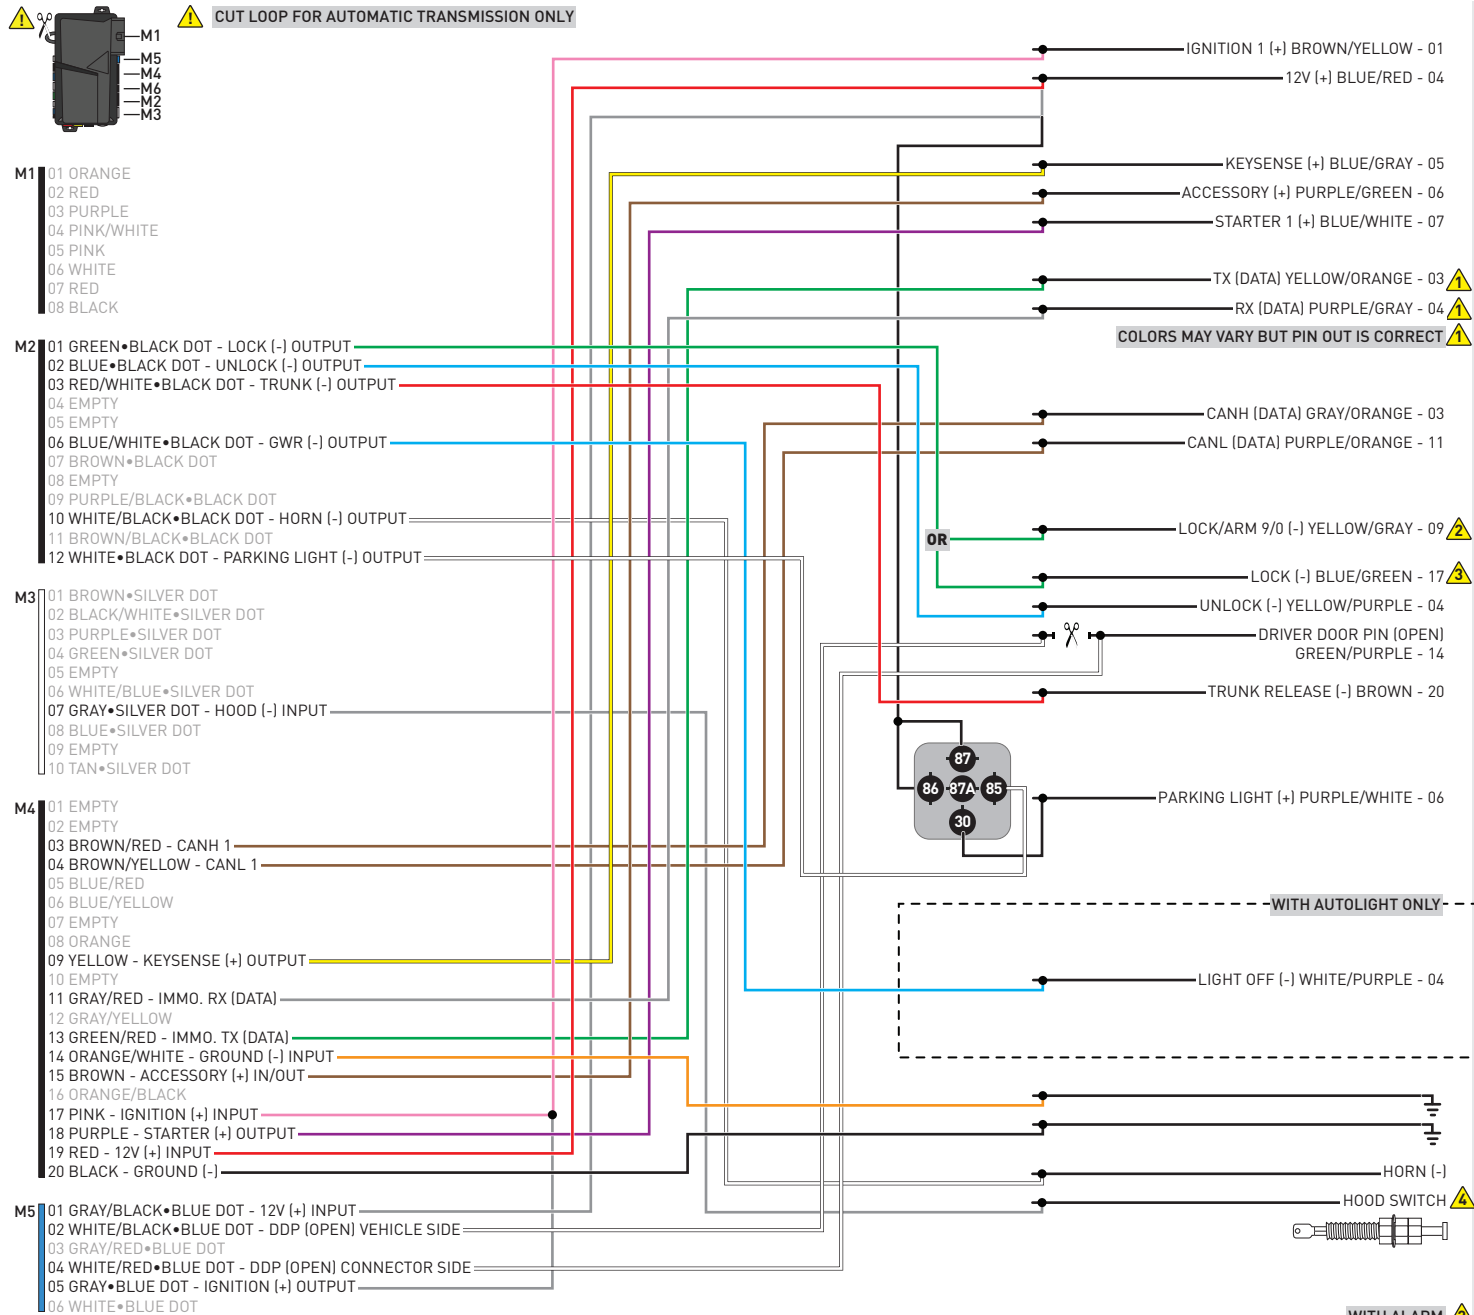 ! ! CUT LOOP FOR AUTOMATIC TRANSMISSION ONLY
M1
M5
M4
M6
M2
M3
M1
01 ORANGE
02 RED
03 PURPLE
04 PINK/WHITE
05 PINK
06 WHITE
07 RED
08 BLACK
M2
01 GREEN•BLACK DOT - LOCK (-) OUTPUT
02 BLUE•BLACK DOT - UNLOCK (-) OUTPUT
03 RED/WHITE•BLACK DOT - TRUNK (-) OUTPUT
04 EMPTY
05 EMPTY
06 BLUE/WHITE•BLACK DOT - GWR (-) OUTPUT
07 BROWN•BLACK DOT
08 EMPTY
09 PURPLE/BLACK•BLACK DOT
10 WHITE/BLACK•BLACK DOT - HORN (-) OUTPUT
11 BROWN/BLACK•BLACK DOT
12 WHITE•BLACK DOT - PARKING LIGHT (-) OUTPUT
M3
01 BROWN•SILVER DOT
02 BLACK/WHITE•SILVER DOT
03 PURPLE•SILVER DOT
04 GREEN•SILVER DOT
05 EMPTY
06 WHITE/BLUE•SILVER DOT
07 GRAY•SILVER DOT - HOOD (-) INPUT
08 BLUE•SILVER DOT
09 EMPTY
10 TAN•SILVER DOT
M4
01 EMPTY
02 EMPTY
03 BROWN/RED - CANH 1
04 BROWN/YELLOW - CANL 1
05 BLUE/RED
06 BLUE/YELLOW
07 EMPTY
08 ORANGE
09 YELLOW - KEYSENSE (+) OUTPUT
10 EMPTY
11 GRAY/RED - IMMO. RX (DATA)
12 GRAY/YELLOW
13 GREEN/RED - IMMO. TX (DATA)
14 ORANGE/WHITE - GROUND (-) INPUT
15 BROWN - ACCESSORY (+) IN/OUT
16 ORANGE/BLACK
17 PINK - IGNITION (+) INPUT
18 PURPLE - STARTER (+) OUTPUT
19 RED - 12V (+) INPUT
20 BLACK - GROUND (-)
M5
01 GRAY/BLACK•BLUE DOT - 12V (+) INPUT
02 WHITE/BLACK•BLUE DOT - DDP (OPEN) VEHICLE SIDE
03 GRAY/RED•BLUE DOT
04 WHITE/RED•BLUE DOT - DDP (OPEN) CONNECTOR SIDE
05 GRAY•BLUE DOT - IGNITION (+) OUTPUT
06 WHITE•BLUE DOT
IGNITION 1 (+) BROWN/YELLOW - 01
12V (+) BLUE/RED - 04
KEYSENSE (+) BLUE/GRAY - 05
ACCESSORY (+) PURPLE/GREEN - 06
STARTER 1 (+) BLUE/WHITE - 07
TX (DATA) YELLOW/ORANGE - 03 1
RX (DATA) PURPLE/GRAY - 04 1
COLORS MAY VARY BUT PIN OUT IS CORRECT 1
CANH (DATA) GRAY/ORANGE - 03
CANL (DATA) PURPLE/ORANGE - 11
LOCK/ARM 9/0 (-) YELLOW/GRAY - 09 2
OR
LOCK (-) BLUE/GREEN - 17 3
UNLOCK (-) YELLOW/PURPLE - 04
DRIVER DOOR PIN (OPEN)
GREEN/PURPLE - 14
TRUNK RELEASE (-) BROWN - 20
87
86 87A 85
30
PARKING LIGHT (+) PURPLE/WHITE - 06
WITH AUTOLIGHT ONLY
LIGHT OFF (-) WHITE/PURPLE - 04
HORN (-)
HOOD SWITCH 4
WITH ALARM